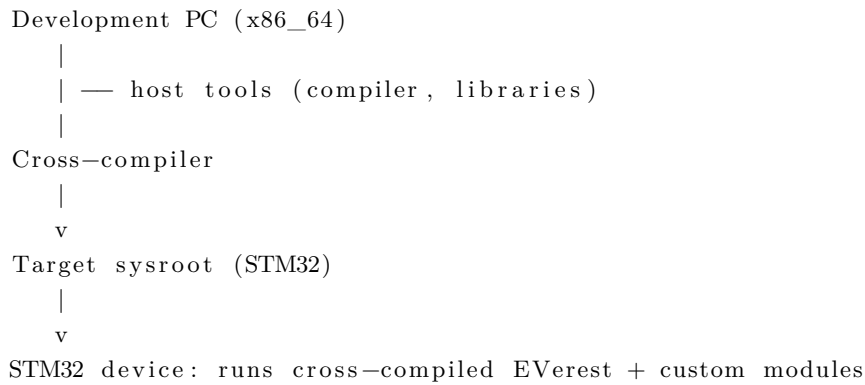 Development PC (x86_64)
|
| — host tools (compiler, libraries)
|
Cross−compiler
|
v
Target sysroot (STM32)
|
v
STM32 device: runs cross−compiled EVerest + custom modules